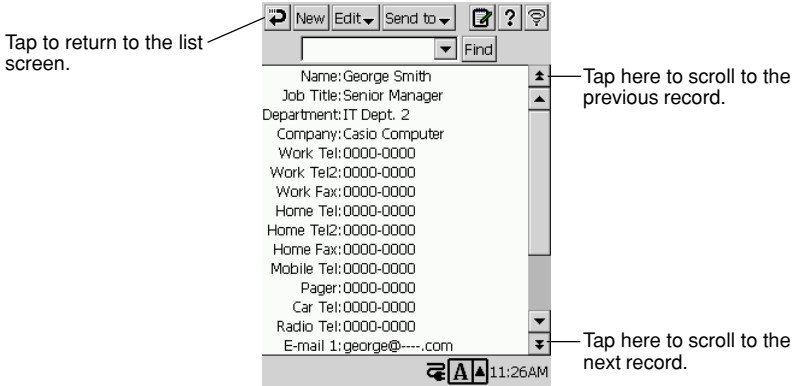 New Edit Send to ?
Tap to return to the list
screen.
Find
Name:George Smith
Job Title:Senior Manager
Department:IT Dept. 2
Company:Casio Computer
Work Tel:0000-0000
Work Tel2:0000-0000
Work Fax:0000-0000
Home Tel:0000-0000
Home Tel2:0000-0000
Home Fax:0000-0000
Mobile Tel:0000-0000
Pager:0000-0000
Car Tel:0000-0000
Radio Tel:0000-0000
E-mail 1:george@----.com
A 11:26AM
Tap here to scroll to the
previous record.
Tap here to scroll to the
next record.